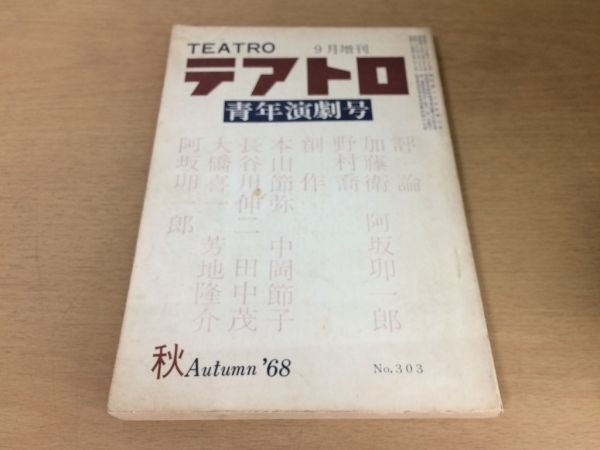 TEATRO
9月増刊
テアトロ
青年演劇号
評論
加藤衛 阿坂卯一郎
野村喬
創作
本山節弥 中岡節子
長谷川伸二 田中茂
大橋喜一 芳地隆介
阿坂卯一郎
秋 Autumn '68
No.303